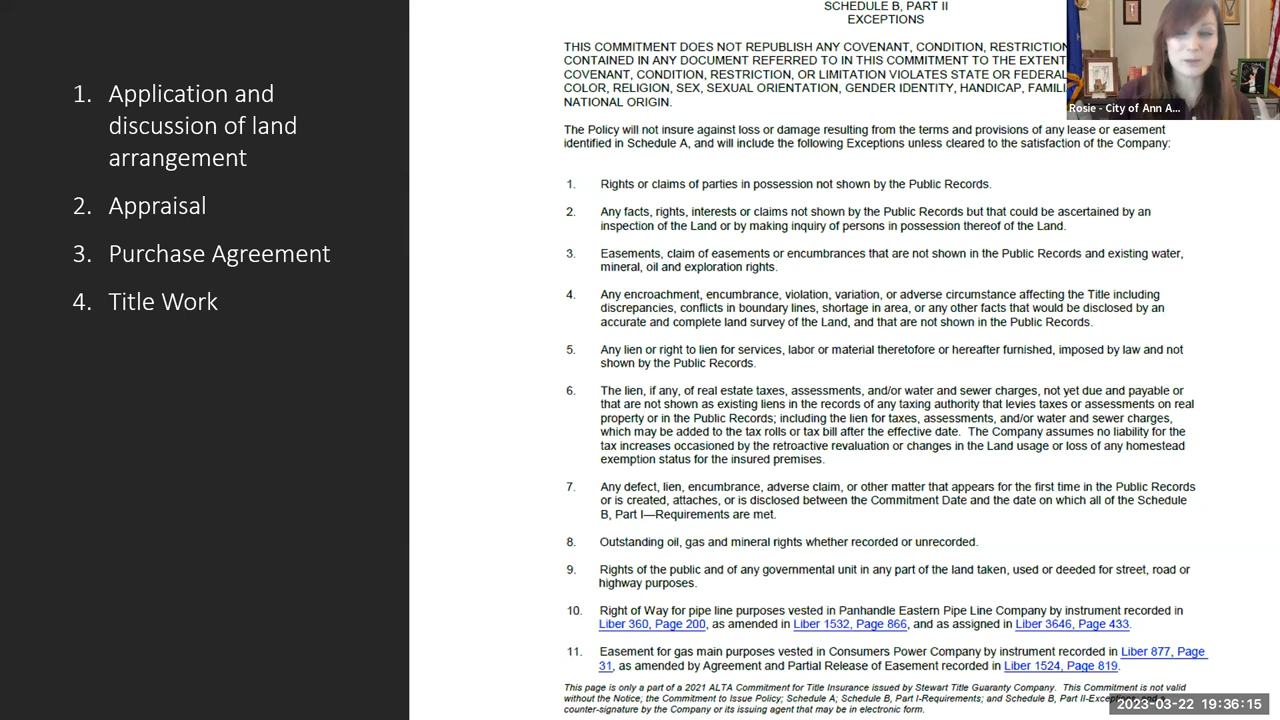 1. Application and
discussion of land
arrangement
2. Appraisal
3. Purchase Agreement
4. Title Work
SCHEDULE B, PART II
EXCEPTIONS
THIS COMMITMENT DOES NOT REPUBLISH ANY COVENANT, CONDITION, RESTRICTION
CONTAINED IN ANY DOCUMENT REFERRED TO IN THIS COMMITMENT TO THE EXTENT
COVENANT, CONDITION, RESTRICTION, OR LIMITATION VIOLATES STATE OR FEDERAL
COLOR, RELIGION, SEX, SEXUAL ORIENTATION, GENDER IDENTITY, HANDICAP,
NATIONAL ORIGIN.
Rosie - City of Ann A...
The Policy will not insure against loss or damage resulting from the terms and provisions of any lease or easement
identified in Schedule A, and will include the following Exceptions unless cleared to the satisfaction of the Company:
1. Rights or claims of parties in possession not shown by the Public Records.
2. Any facts, rights, interests or claims not shown by the Public Records but that could be ascertained by an
inspection of the Land or by making inquiry of persons in possession thereof of the Land.
3. Easements, claim of easements or encumbrances that are not shown in the Public Records and existing water,
mineral, oil and exploration rights.
4. Any encroachment, encumbrance, violation, variation, or adverse circumstance affecting the Title including
discrepancies, conflicts in boundary lines, shortage in area, or any other facts that would be disclosed by an
accurate and complete land survey of the Land, and that are not shown in the Public Records.
5. Any lien or right to lien for services, labor or material theretofore or hereafter furnished, imposed by law and not
shown by the Public Records.
6. The lien, if any, of real estate taxes, assessments, and/or water and sewer charges, not yet due and payable or
that are not shown as existing liens in the records of any taxing authority that levies taxes or assessments on real
property or in the Public Records; including the lien for taxes, assessments, and/or water and sewer charges,
which may be added to the tax rolls or tax bill after the effective date. The Company assumes no liability for the
tax increases occasioned by the retroactive revaluation or changes in the Land usage or loss of any homestead
exemption status for the insured premises.
7. Any defect, lien, encumbrance, adverse claim, or other matter that appears for the first time in the Public Records
or is created, attaches, or is disclosed between the Commitment Date and the date on which all of the Schedule
B, Part I—Requirements are met.
8. Outstanding oil, gas and mineral rights whether recorded or unrecorded.
9. Rights of the public and of any governmental unit in any part of the land taken, used or deeded for street, road or
highway purposes.
10. Right of Way for pipe line purposes vested in Panhandle Eastern Pipe Line Company by instrument recorded in
Liber 360, Page 200, as amended in Liber 1532, Page 866, and as assigned in Liber 3646, Page 433.
11. Easement for gas main purposes vested in Consumers Power Company by instrument recorded in Liber 877, Page
31, as amended by Agreement and Partial Release of Easement recorded in Liber 1524, Page 819.
This page is only a part of a 2021 ALTA Commitment for Title Insurance issued by Stewart Title Guaranty Company. This Commitment is not valid
without the Notice; the Commitment to Issue Policy; Schedule A; Schedule B, Part I-Requirements; and Schedule B, Part II-Exceptions; and a
counter-signature by the Company or its issuing agent that may be in electronic form.
2023-03-22 19:36:15